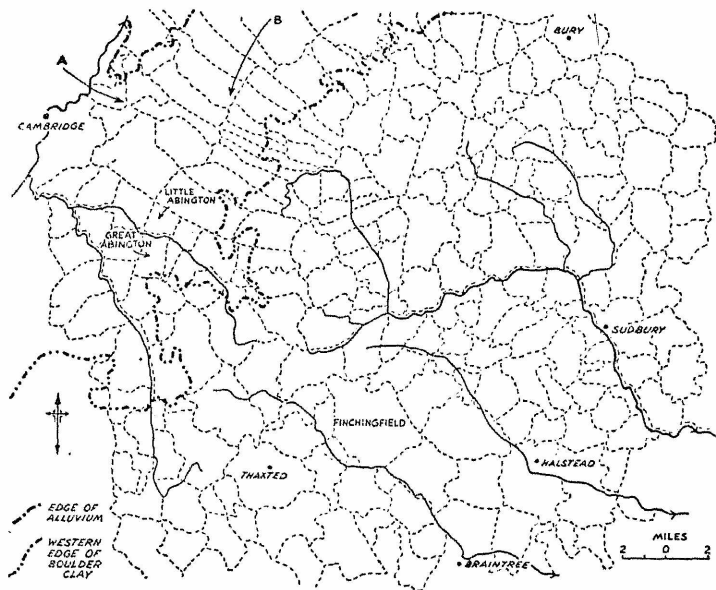 A
B
BURY
CAMBRIDGE
LITTLE
ABINGTON
GREAT
ABINGTON
SUDBURY
FINCHINGFIELD
THAXTED
HALSTEAD
BRAINTREE
EDGE OF
ALLUVIUM
WESTERN
EDGE OF
BOULDER
CLAY
MILES
2 0 2